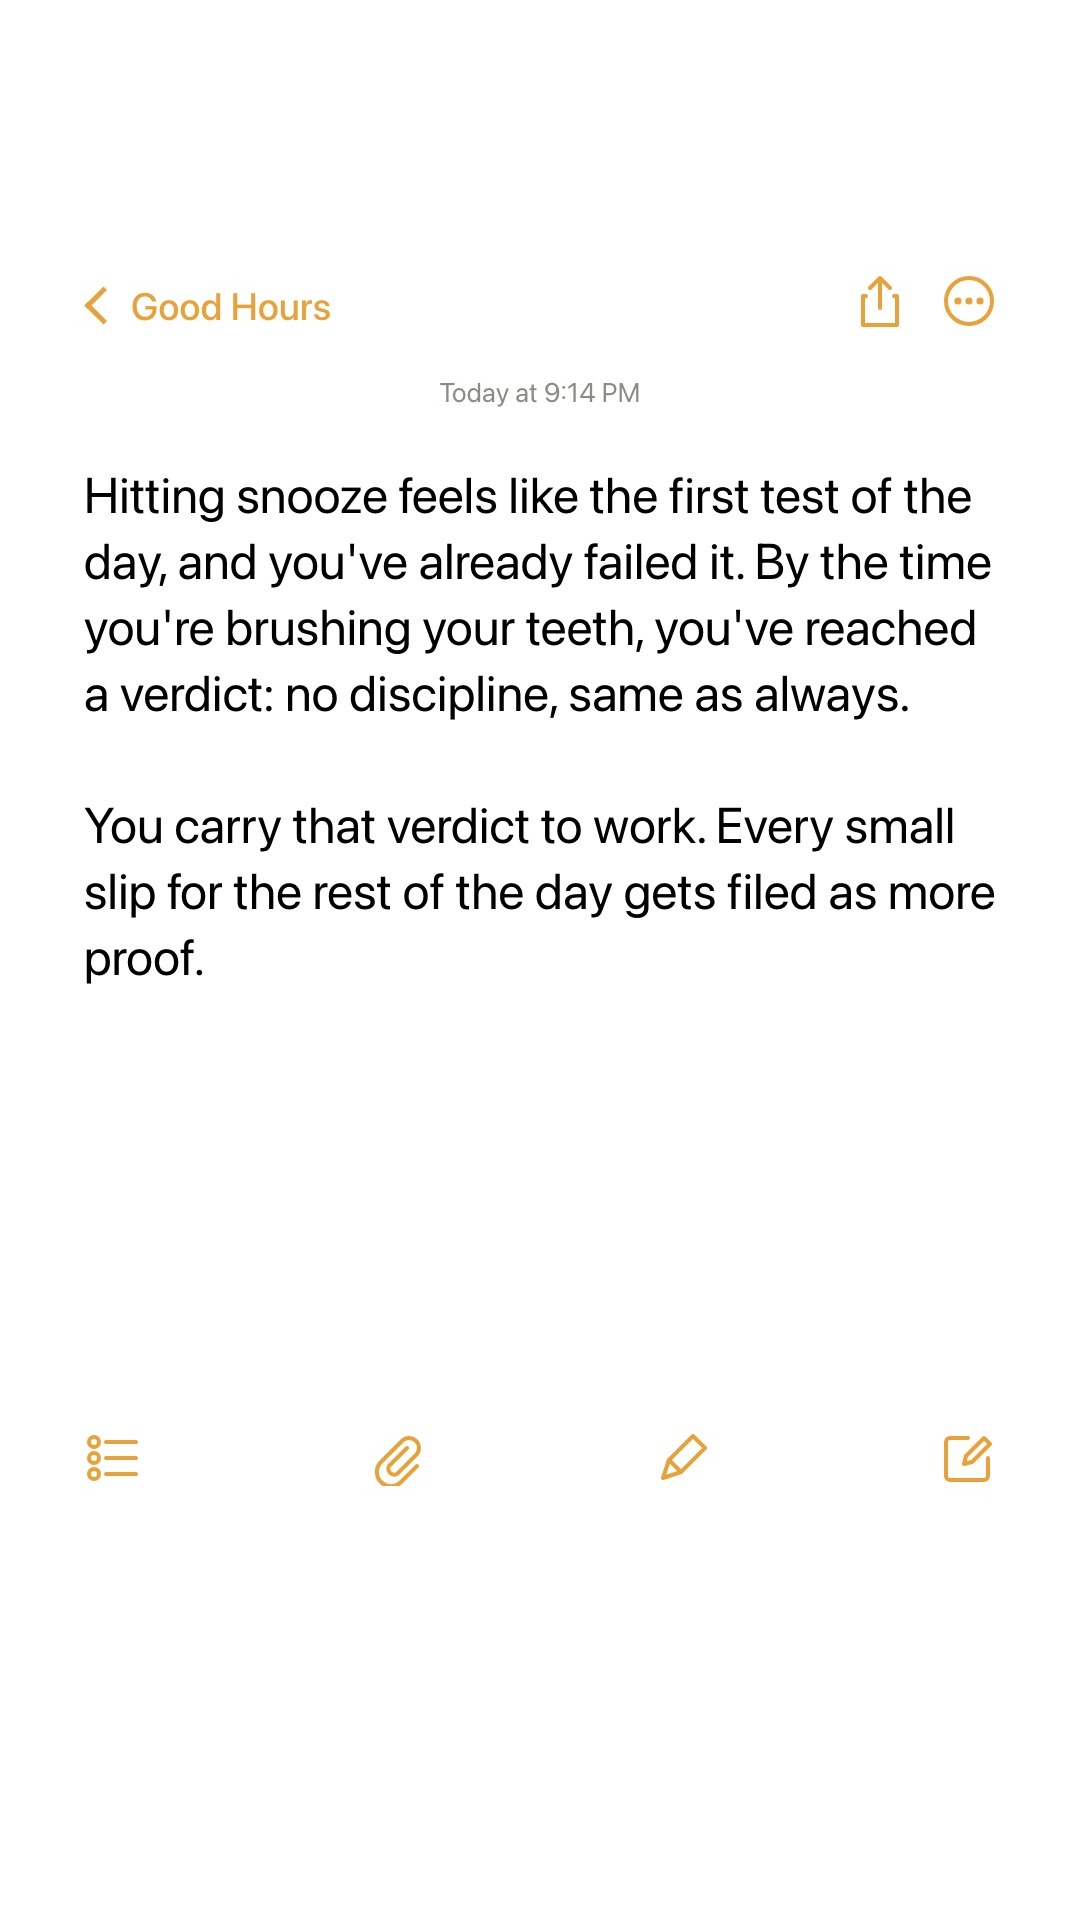 Good Hours
Today at 9:14 PM
Hitting snooze feels like the first test of the
day, and you've already failed it. By the time
you're brushing your teeth, you've reached
a verdict: no discipline, same as always.
You carry that verdict to work. Every small
slip for the rest of the day gets filed as more
proof.